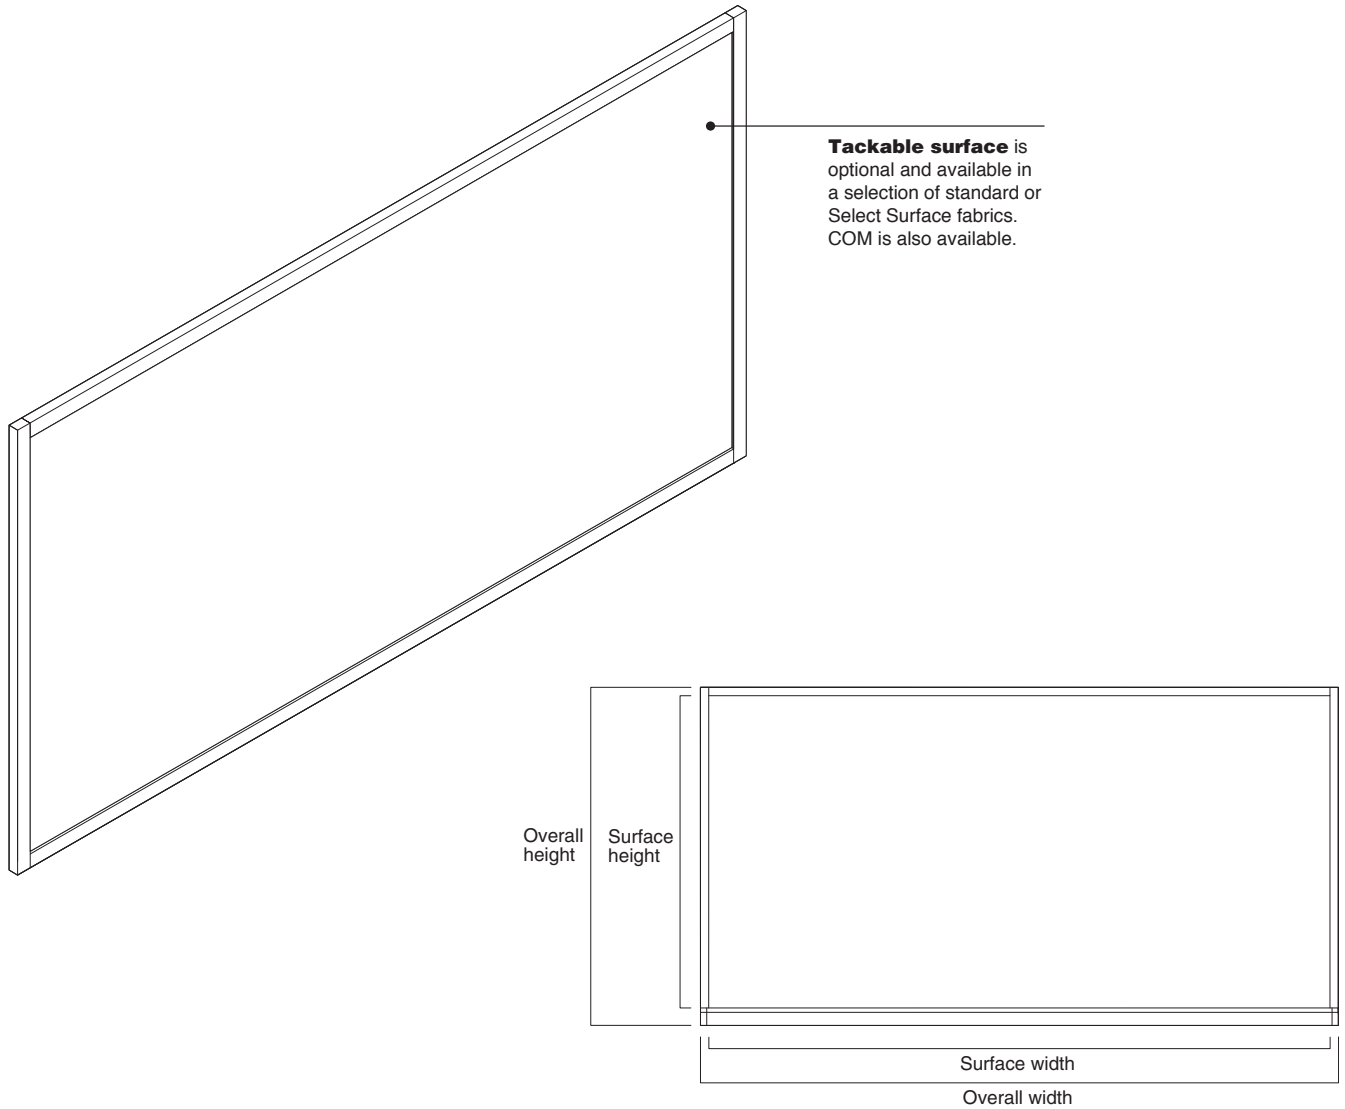 Tackable surface is
optional and available in
a selection of standard or
Select Surface fabrics.
COM is also available.
Overall
height
Surface
height
Surface width
Overall width